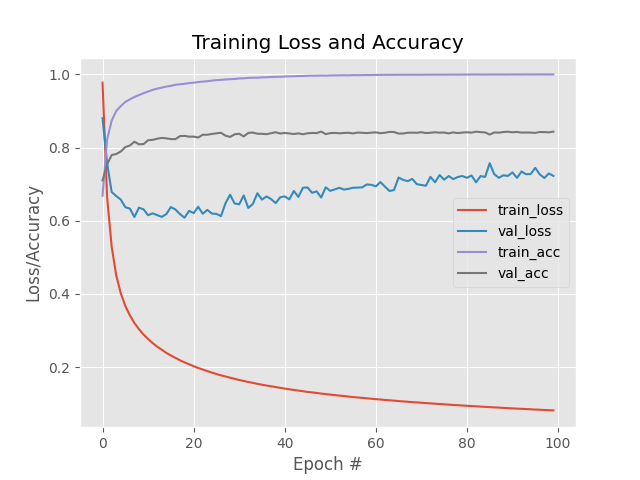 Training Loss and Accuracy
1.0
0.8
0.6
0.4
0.2
Loss/Accuracy
train_loss
val_loss
train_acc
val_acc
0 20 40 60 80 100
Epoch #